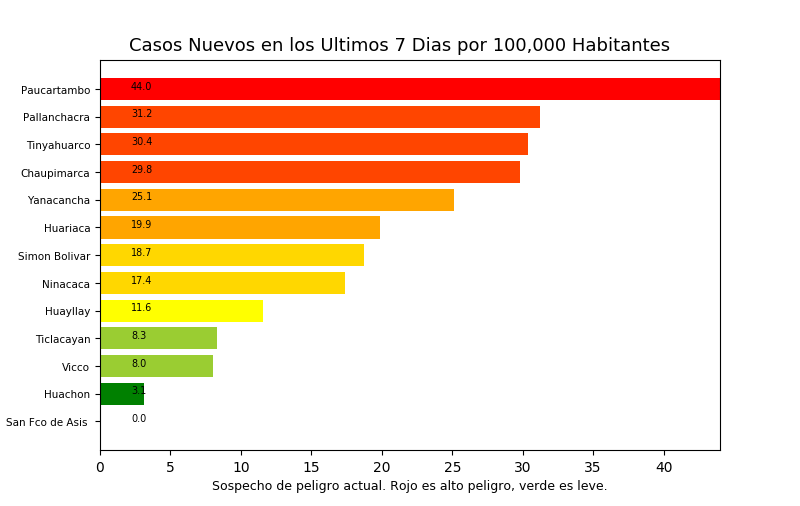 Casos Nuevos en los Ultimos 7 Dias por 100,000 Habitantes
Paucartambo 44.0
Pallanchacra 31.2
Tinyahuarco 30.4
Chaupimarca 29.8
Yanacancha 25.1
Huariaca 19.9
Simon Bolivar 18.7
Ninacaca 17.4
Huayllay 11.6
Ticlacayan 8.3
Vicco 8.0
Huachon 3.1
San Fco de Asis 0.0
0 5 10 15 20 25 30 35 40
Sospecho de peligro actual. Rojo es alto peligro, verde es leve.